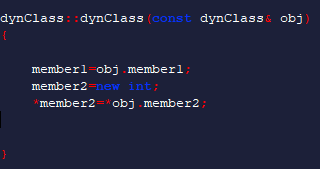 dynClass::dynClass(const dynClass& obj)
{
member1=obj.member1;
member2=new int;
*member2=*obj.member2;
}